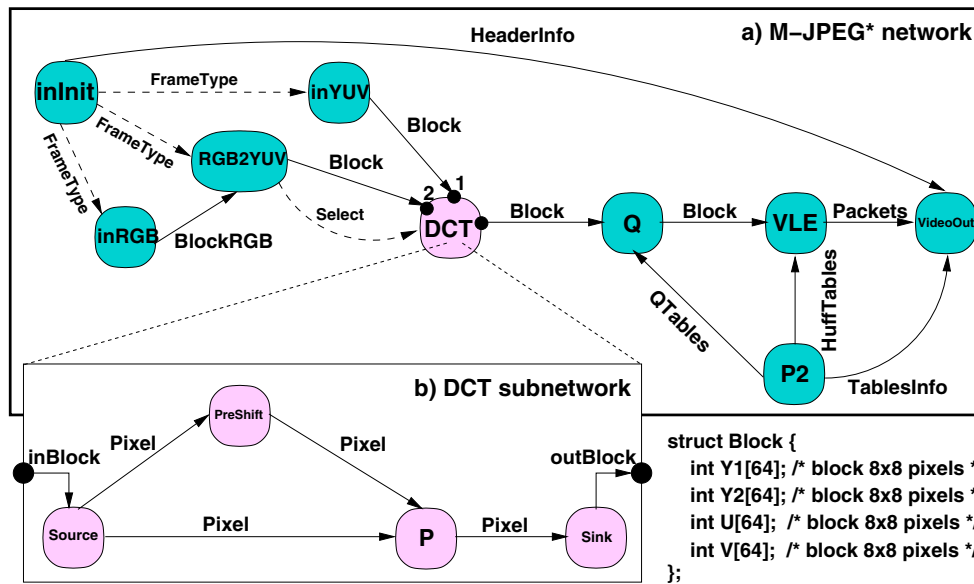 a) M-JPEG* network
HeaderInfo
inInit
FrameType
inYUV
FrameType
FrameType
Block
RGB2YUV
Block
2
1
Select
inRGB
BlockRGB
DCT
Block
Q
Block
VLE
Packets
VideoOut
QTables
HuffTables
P2
TablesInfo
b) DCT subnetwork
PreShift
inBlock
Pixel
Pixel
outBlock
Source
Pixel
P
Pixel
Sink
struct Block {
int Y1[64]; /* block 8x8 pixels *
int Y2[64]; /* block 8x8 pixels *
int U[64]; /* block 8x8 pixels */
int V[64]; /* block 8x8 pixels */
};